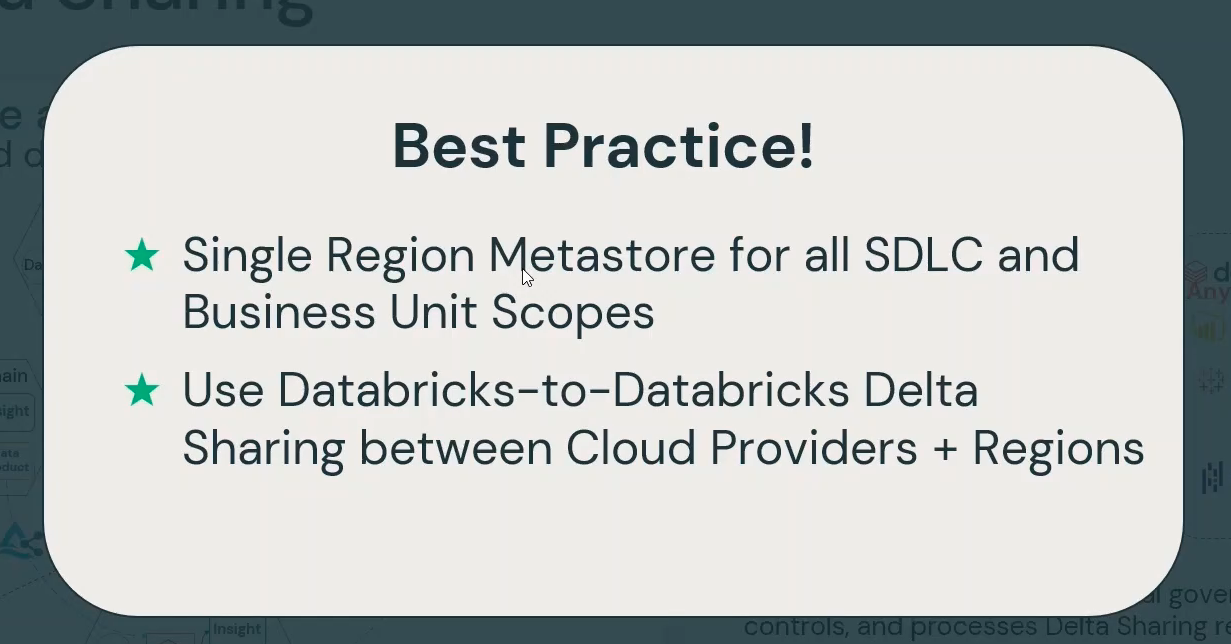 Best Practice!
Single Region Metastore for all SDLC and
Business Unit Scopes
Use Databricks-to-Databricks Delta
Sharing between Cloud Providers + Regions
Insight
controls, and processes Delta Sharing